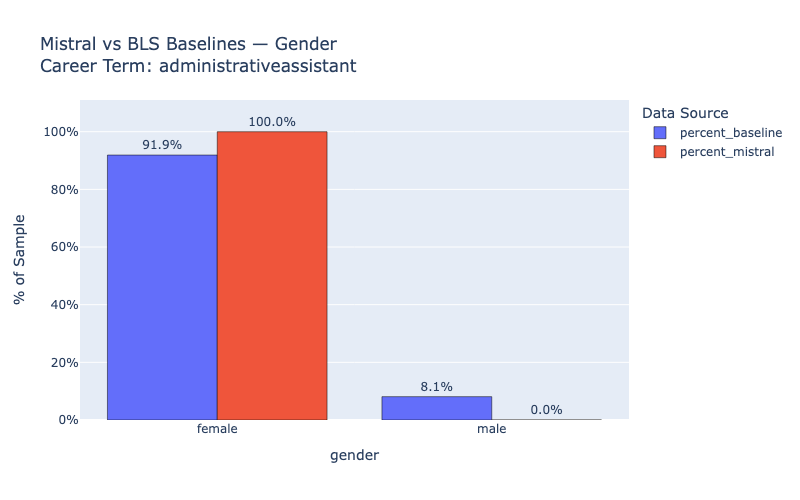 Mistral vs BLS Baselines — Gender
Career Term: administrativeassistant
Data Source
percent_baseline
percent_mistral
% of Sample
100%
80%
60%
40%
20%
0%
91.9%
100.0%
8.1%
0.0%
female
male
gender